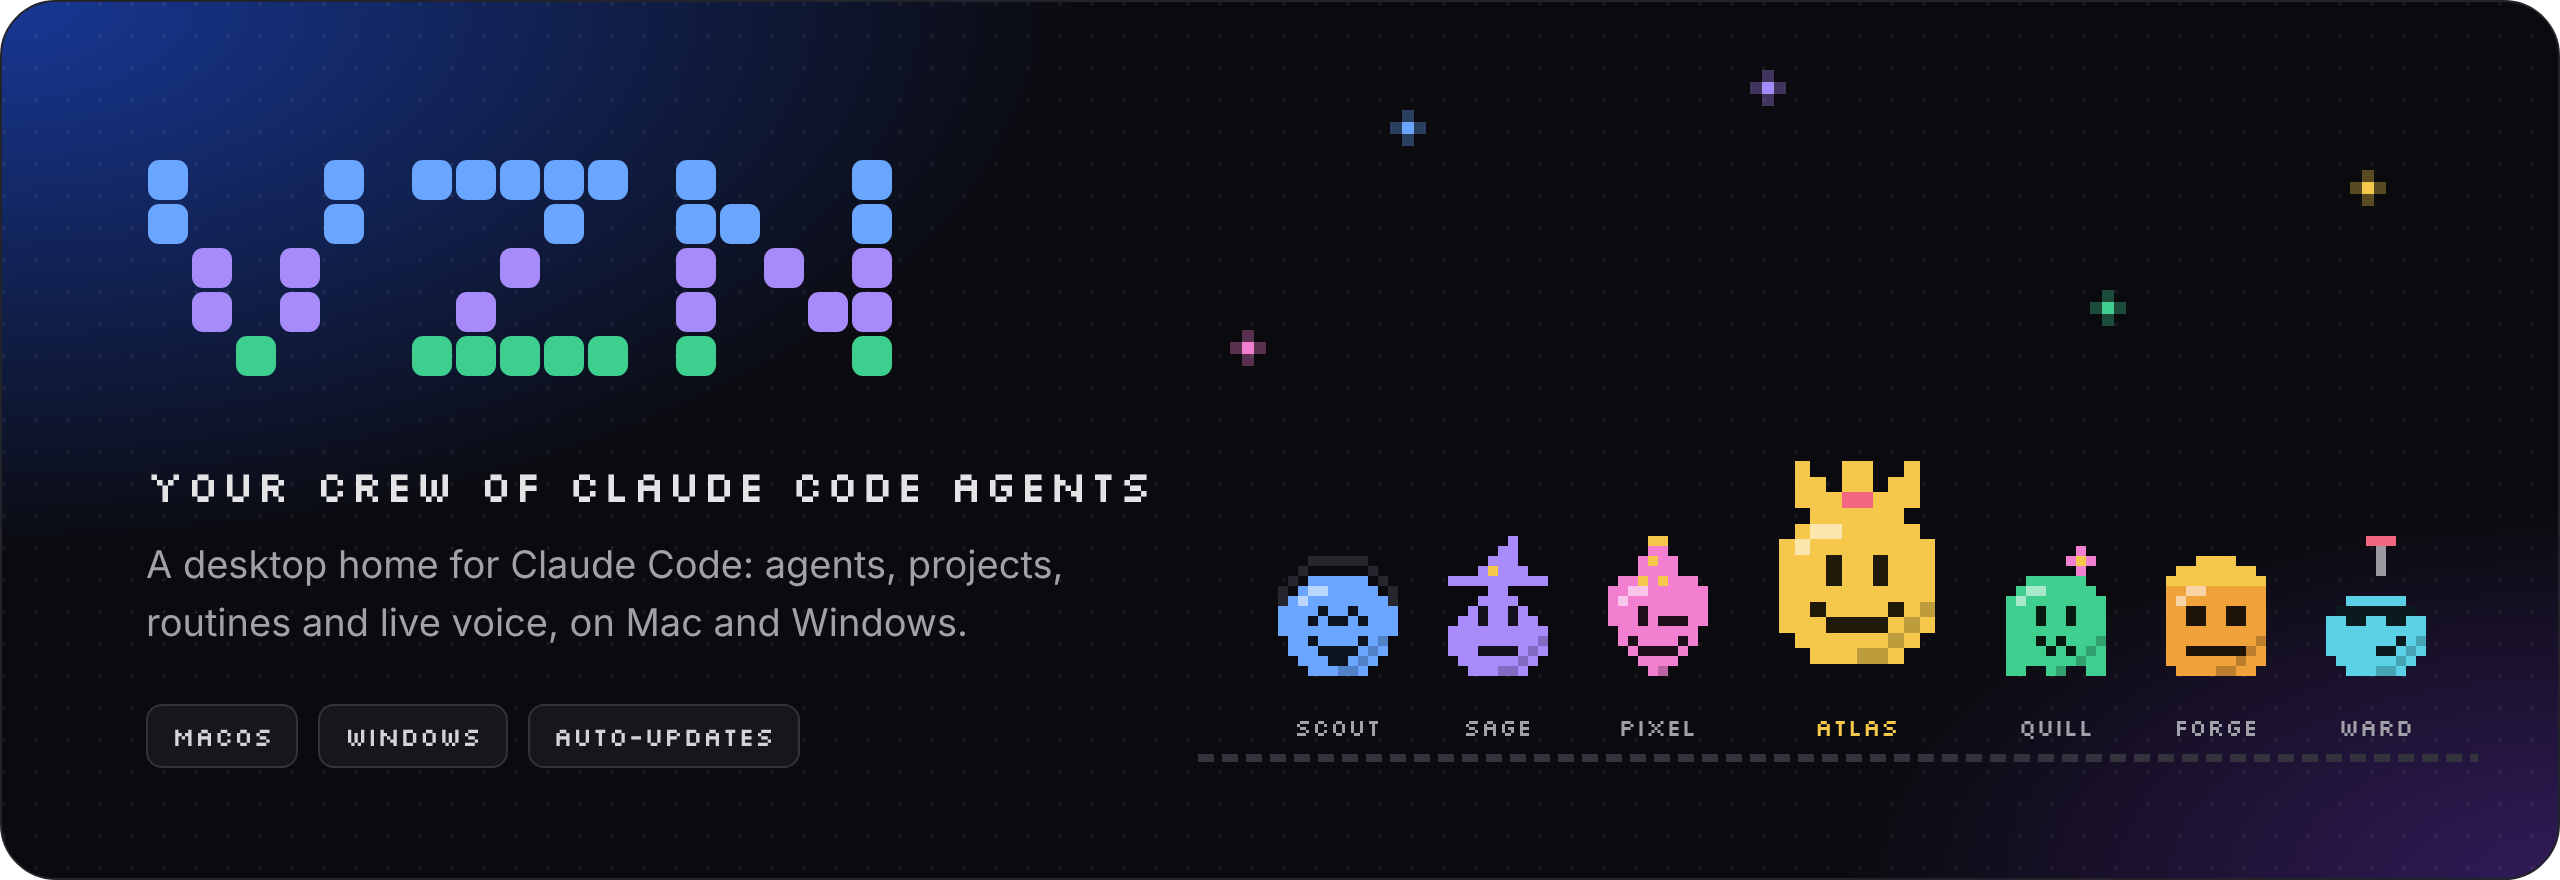 VZN
YOUR CREW OF CLAUDE CODE AGENTS
A desktop home for Claude Code: agents, projects,
routines and live voice, on Mac and Windows.
MACOS WINDOWS AUTO-UPDATES
SCOUT SAGE PIXEL ATLAS QUILL FORGE WARD